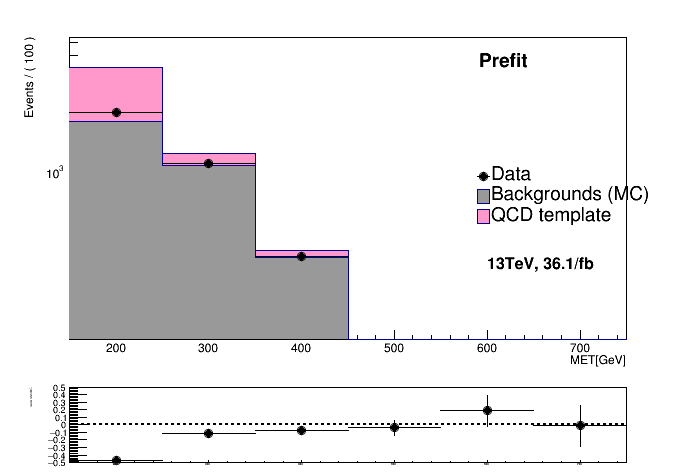 Prefit
Events / ( 100 )
10³
Data
Backgrounds (MC)
QCD template
13TeV, 36.1/fb
200 300 400 500 600 700
MET[GeV]
0.5
0.4
0.3
0.2
0.1
0
−0.1
−0.2
−0.3
−0.4
−0.5